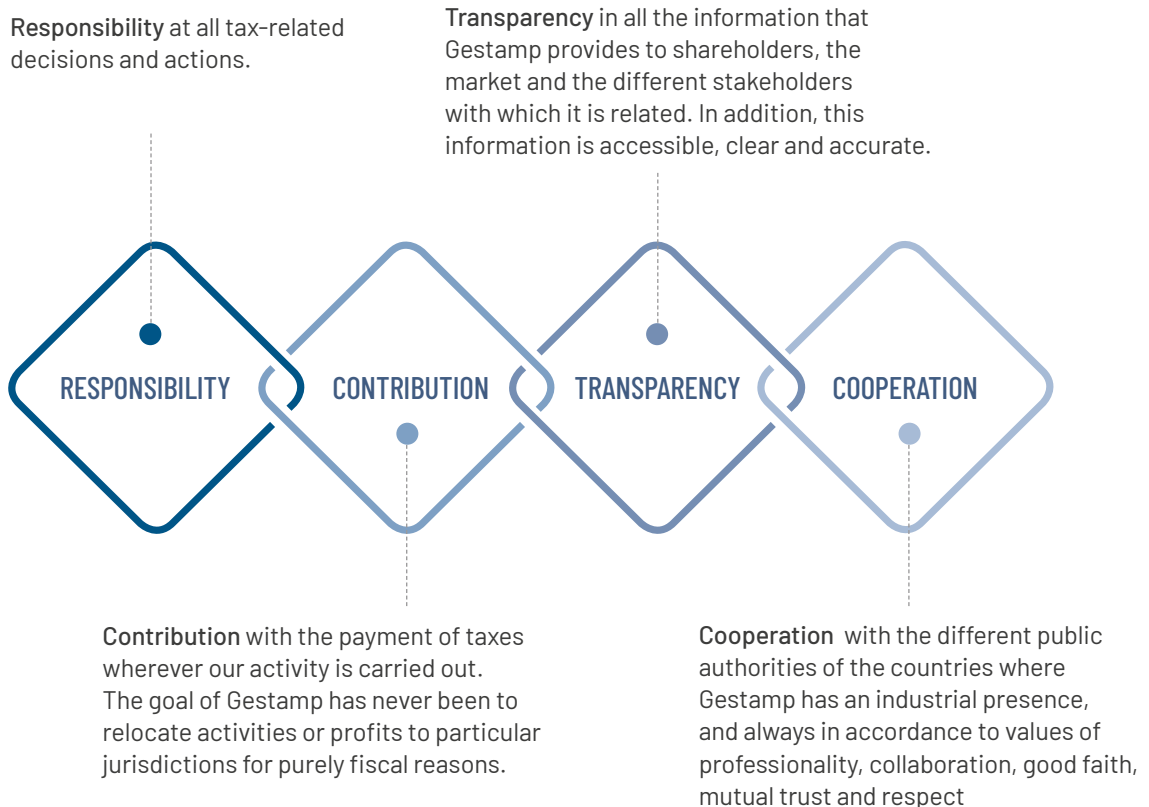 Responsibility at all tax-related
decisions and actions.
Transparency in all the information that
Gestamp provides to shareholders, the
market and the different stakeholders
with which it is related. In addition, this
information is accessible, clear and accurate.
RESPONSIBILITY
CONTRIBUTION
TRANSPARENCY
COOPERATION
Contribution with the payment of taxes
wherever our activity is carried out.
The goal of Gestamp has never been to
relocate activities or profits to particular
jurisdictions for purely fiscal reasons.
Cooperation with the different public
authorities of the countries where
Gestamp has an industrial presence,
and always in accordance to values of
professionality, collaboration, good faith,
mutual trust and respect